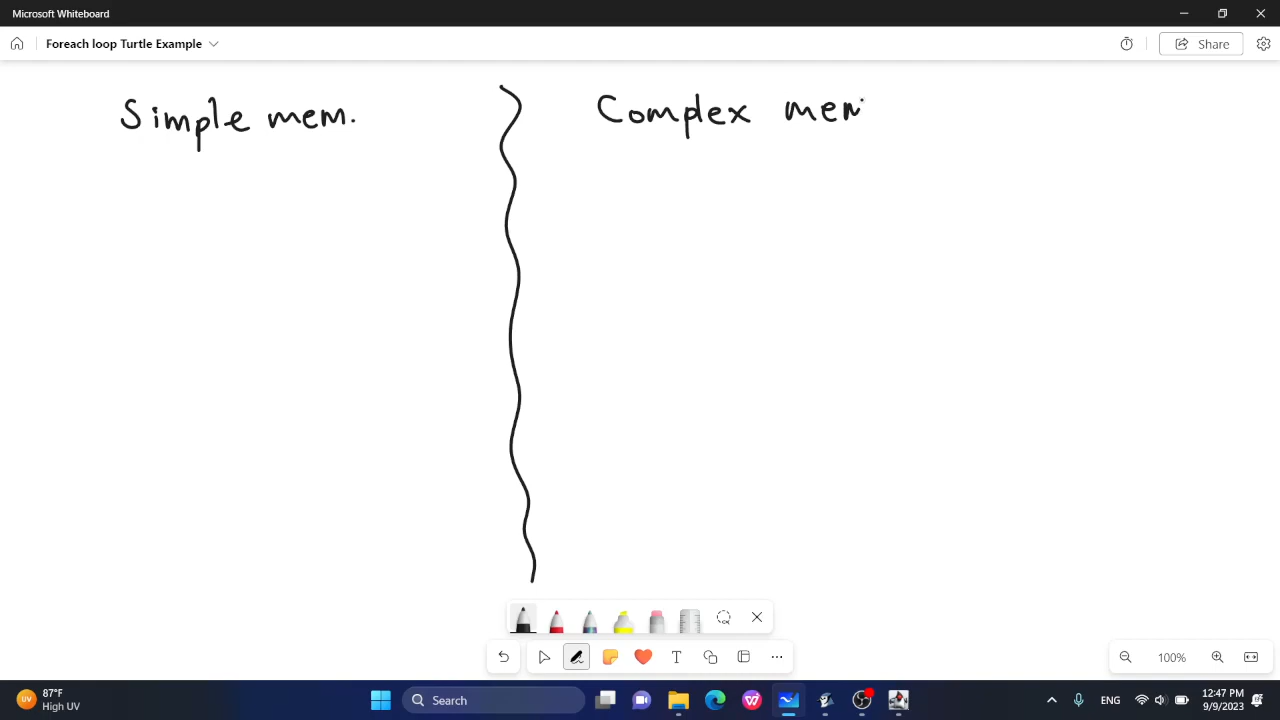 Microsoft Whiteboard
Foreach loop Turtle Example
Share
Simple mem.
Complex mem
100%
UV
87°F
High UV
Search
ENG
12:47 PM
9/9/2023